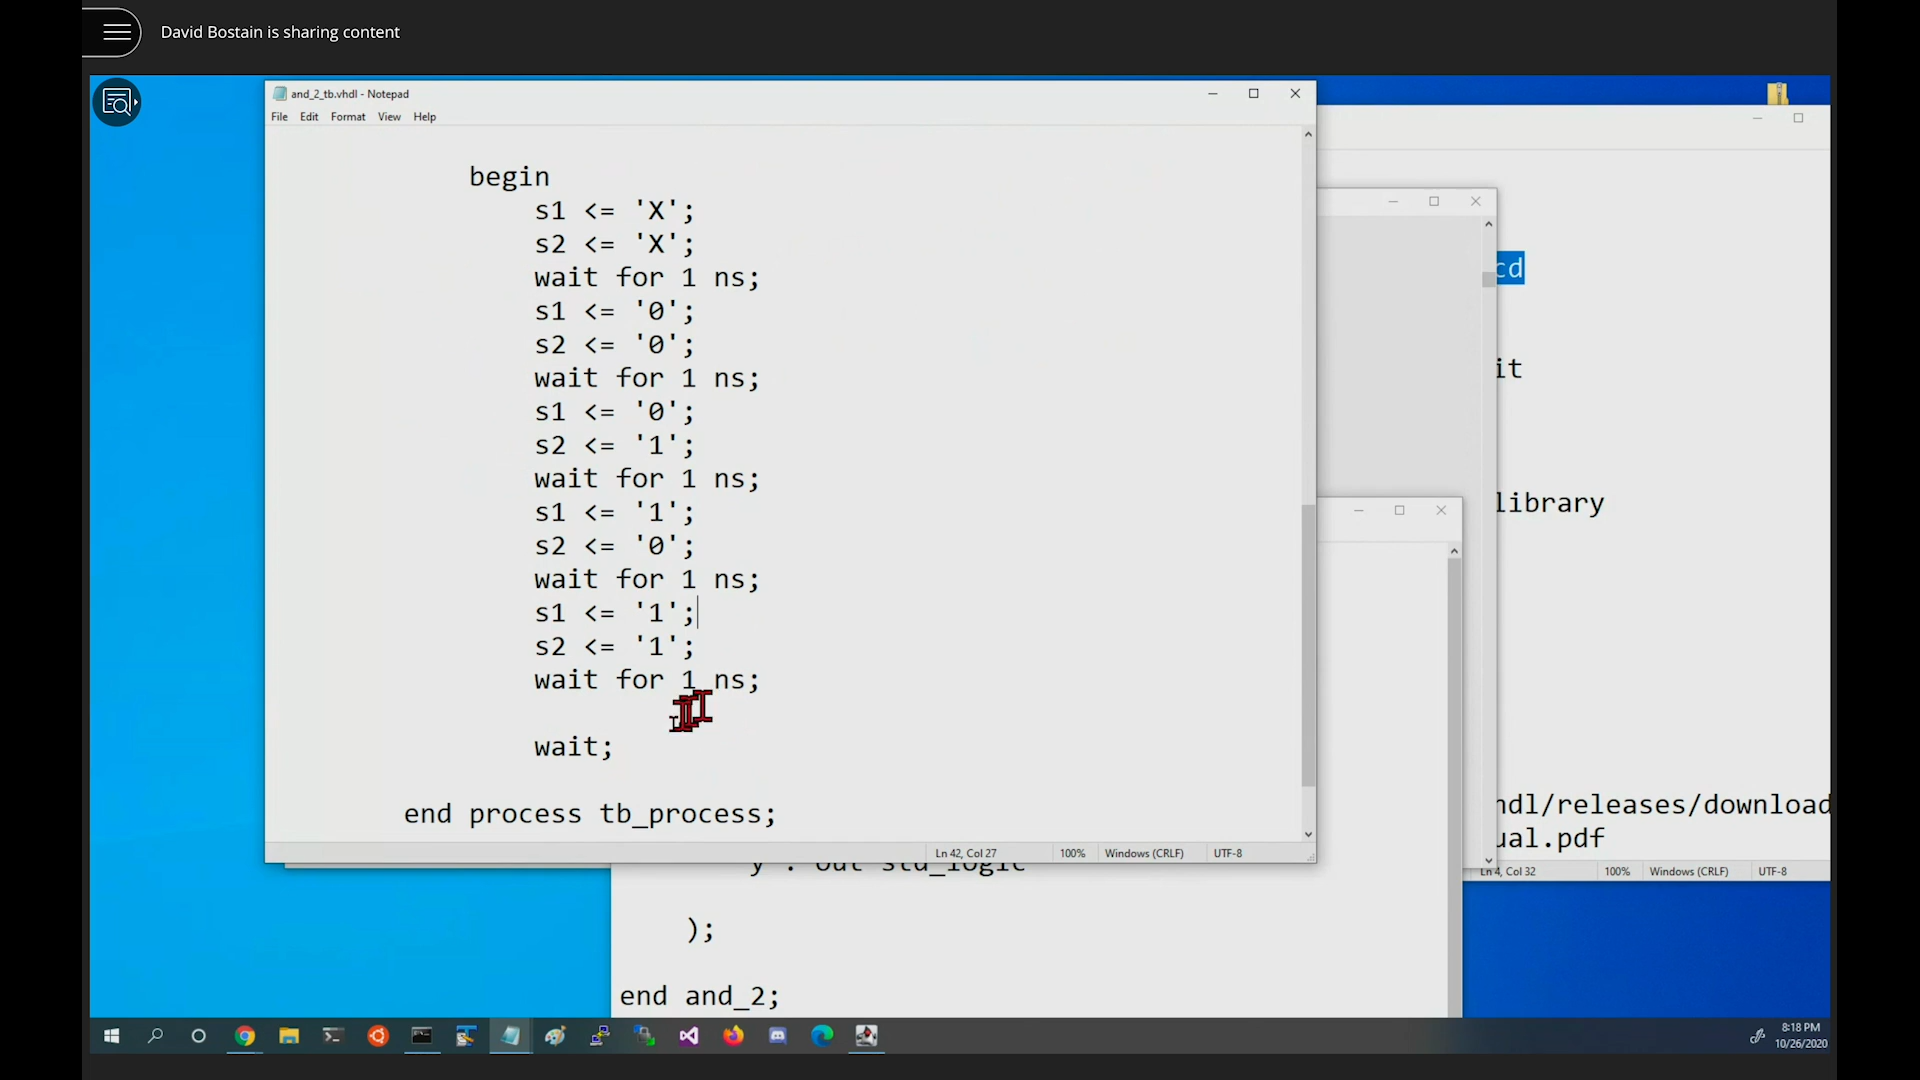 David Bostain is sharing content
and_2_tb.vhdl - Notepad
File Edit Format View Help
begin
s1 <= 'X';
s2 <= 'X';
wait for 1 ns;
s1 <= '0';
s2 <= '0';
wait for 1 ns;
s1 <= '0';
s2 <= '1';
wait for 1 ns;
s1 <= '1';
s2 <= '0';
wait for 1 ns;
s1 <= '1';
s2 <= '1';
wait for 1 ns;
wait;
end process tb_process;
Ln 42, Col 27 100% Windows (CRLF) UTF-8
cd
it
library
hdl/releases/download
ual.pdf
Ln 4, Col 32 100% Windows (CRLF) UTF-8
y : out std_logic
);
end and_2;
8:18 PM
10/26/2020